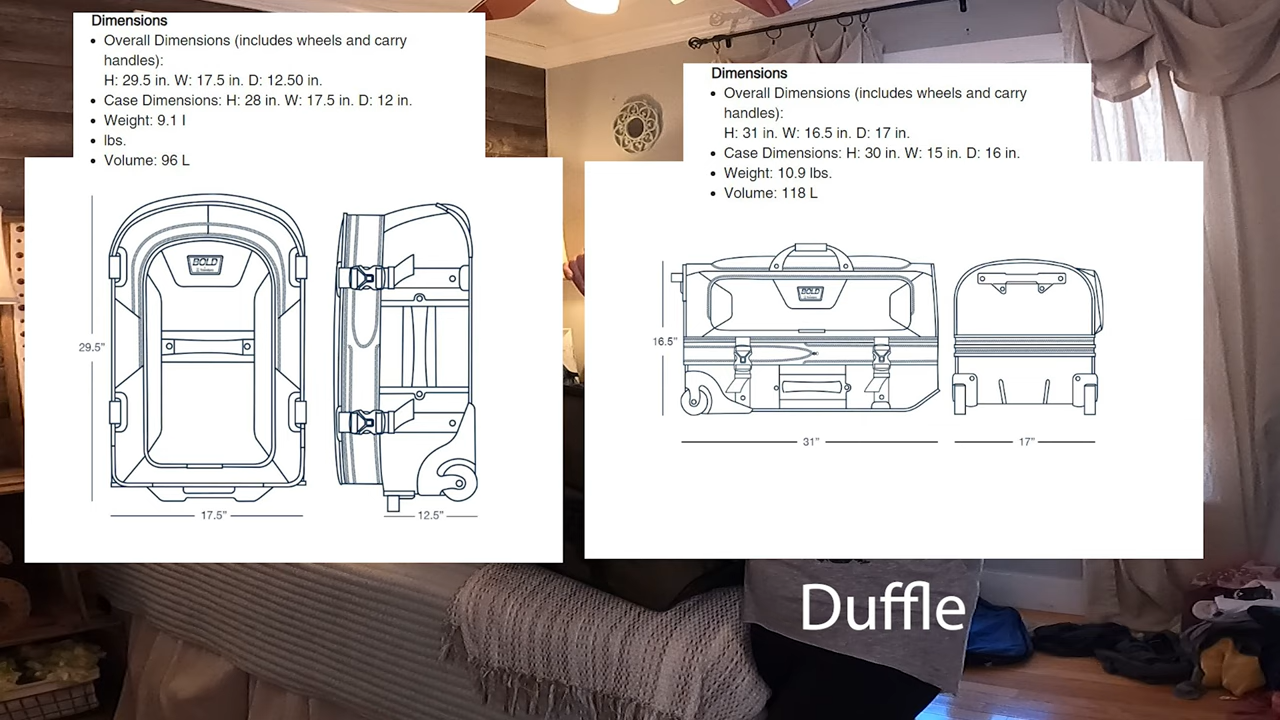 Dimensions
• Overall Dimensions (includes wheels and carry
handles):
H: 29.5 in. W: 17.5 in. D: 12.50 in.
• Case Dimensions: H: 28 in. W: 17.5 in. D: 12 in.
• Weight: 9.1 l
• lbs.
• Volume: 96 L
BOLD
29.5"
17.5"
12.5"
Dimensions
• Overall Dimensions (includes wheels and carry
handles):
H: 31 in. W: 16.5 in. D: 17 in.
• Case Dimensions: H: 30 in. W: 15 in. D: 16 in.
• Weight: 10.9 lbs.
• Volume: 118 L
BOLD
16.5"
31"
17"
Duffle